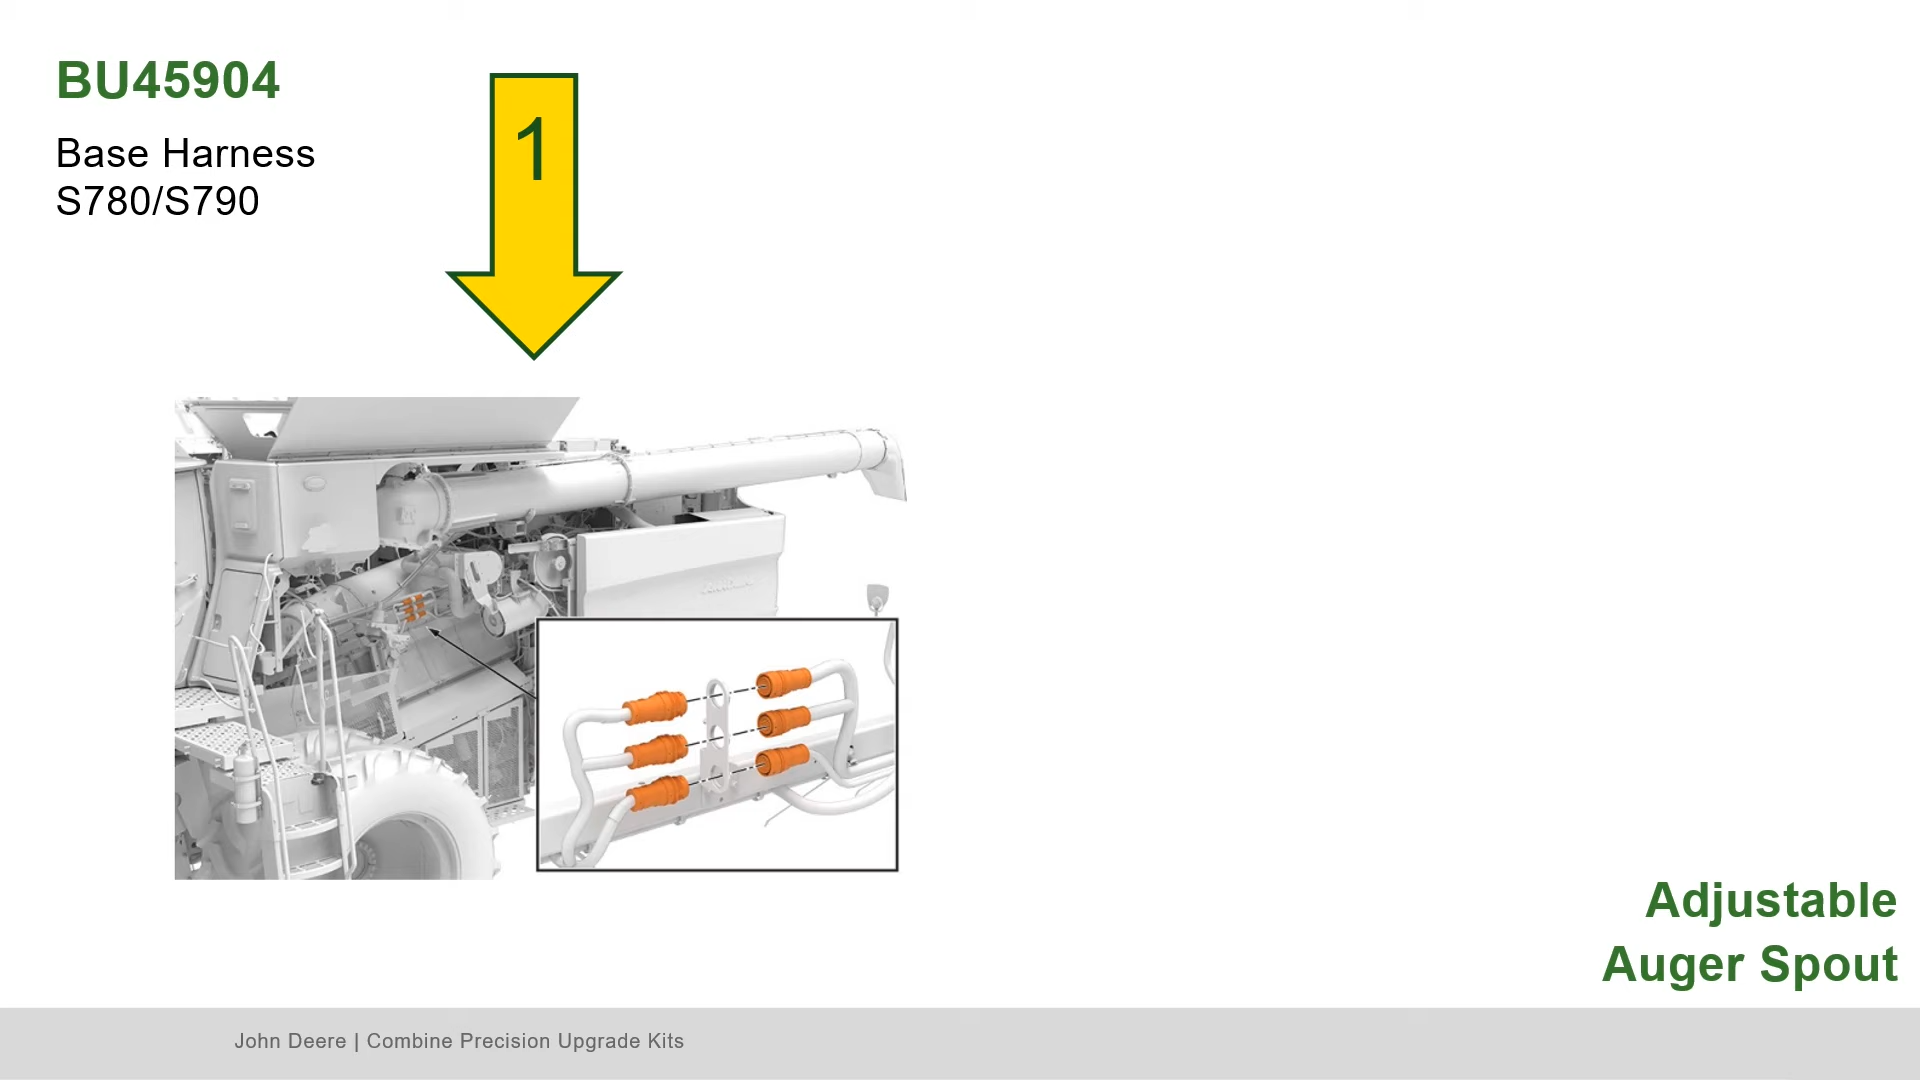 BU45904
Base Harness
S780/S790
1
Adjustable
Auger Spout
John Deere | Combine Precision Upgrade Kits